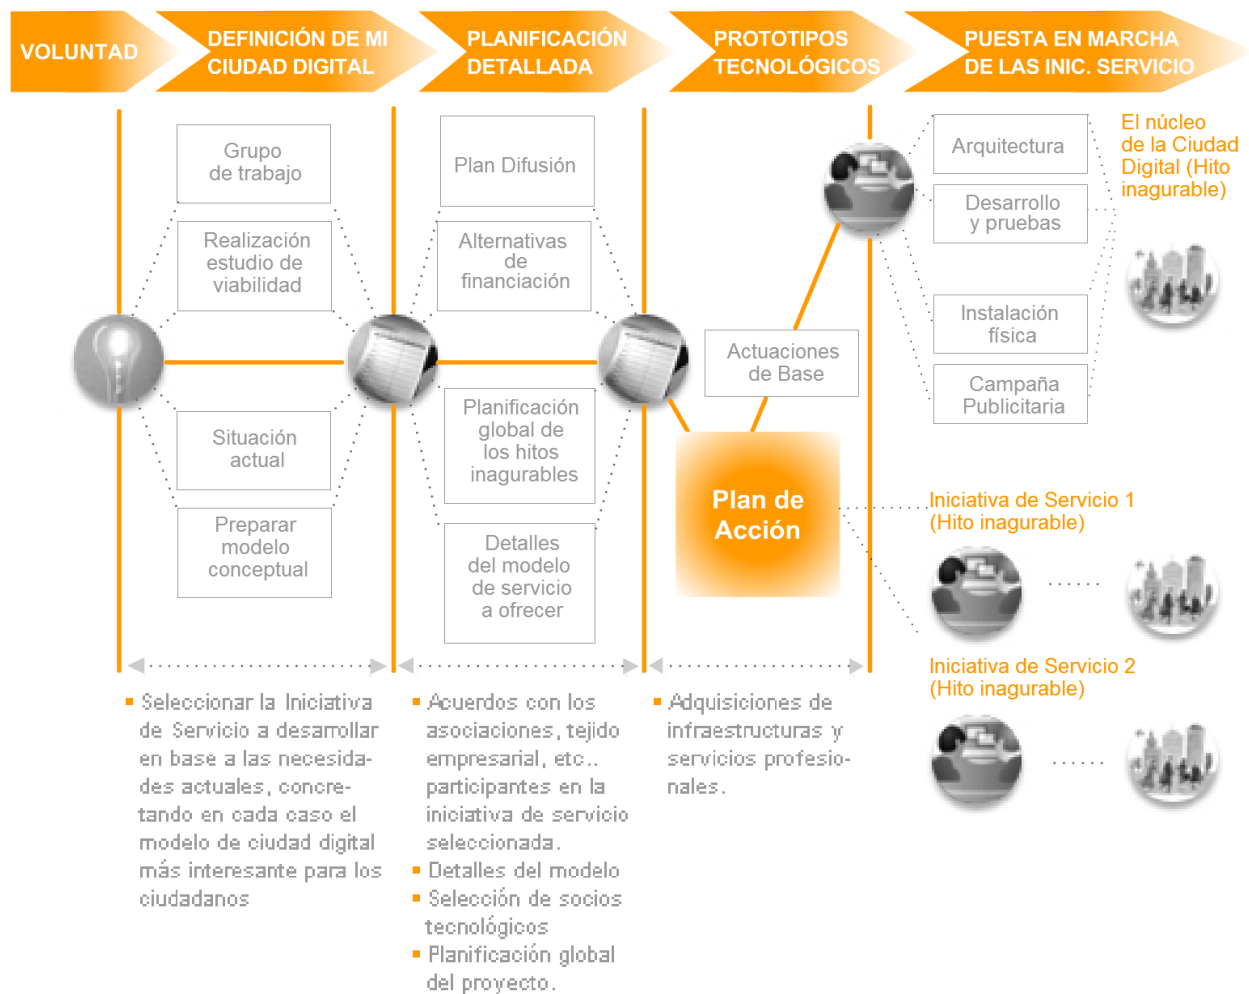 VOLUNTAD
DEFINICIÓN DE MI
CIUDAD DIGITAL
PLANIFICACIÓN
DETALLADA
PROTOTIPOS
TECNOLÓGICOS
PUESTA EN MARCHA
DE LAS INIC. SERVICIO
Grupo
de trabajo
Realización
estudio de
viabilidad
Situación
actual
Preparar
modelo
conceptual
Plan Difusión
Alternativas
de
financiación
Planificación
global de
los hitos
inagurables
Detalles
del modelo
de servicio
a ofrecer
Actuaciones
de Base
Plan de
Acción
Arquitectura
Desarrollo
y pruebas
Instalación
física
Campaña
Publicitaria
El núcleo
de la Ciudad
Digital (Hito
inagurable)
Iniciativa de Servicio 1
(Hito inagurable)
Iniciativa de Servicio 2
(Hito inagurable)
Seleccionar la Iniciativa
de Servicio a desarrollar
en base a las necesida-
des actuales, concre-
tando en cada caso el
modelo de ciudad digital
más interesante para los
ciudadanos
Acuerdos con los
asociaciones, tejido
empresarial, etc..
participantes en la
iniciativa de servicio
seleccionada.
Detalles del modelo
Selección de socios
tecnológicos
Planificación global
del proyecto.
Adquisiciones de
infraestructuras y
servicios profesio-
nales.